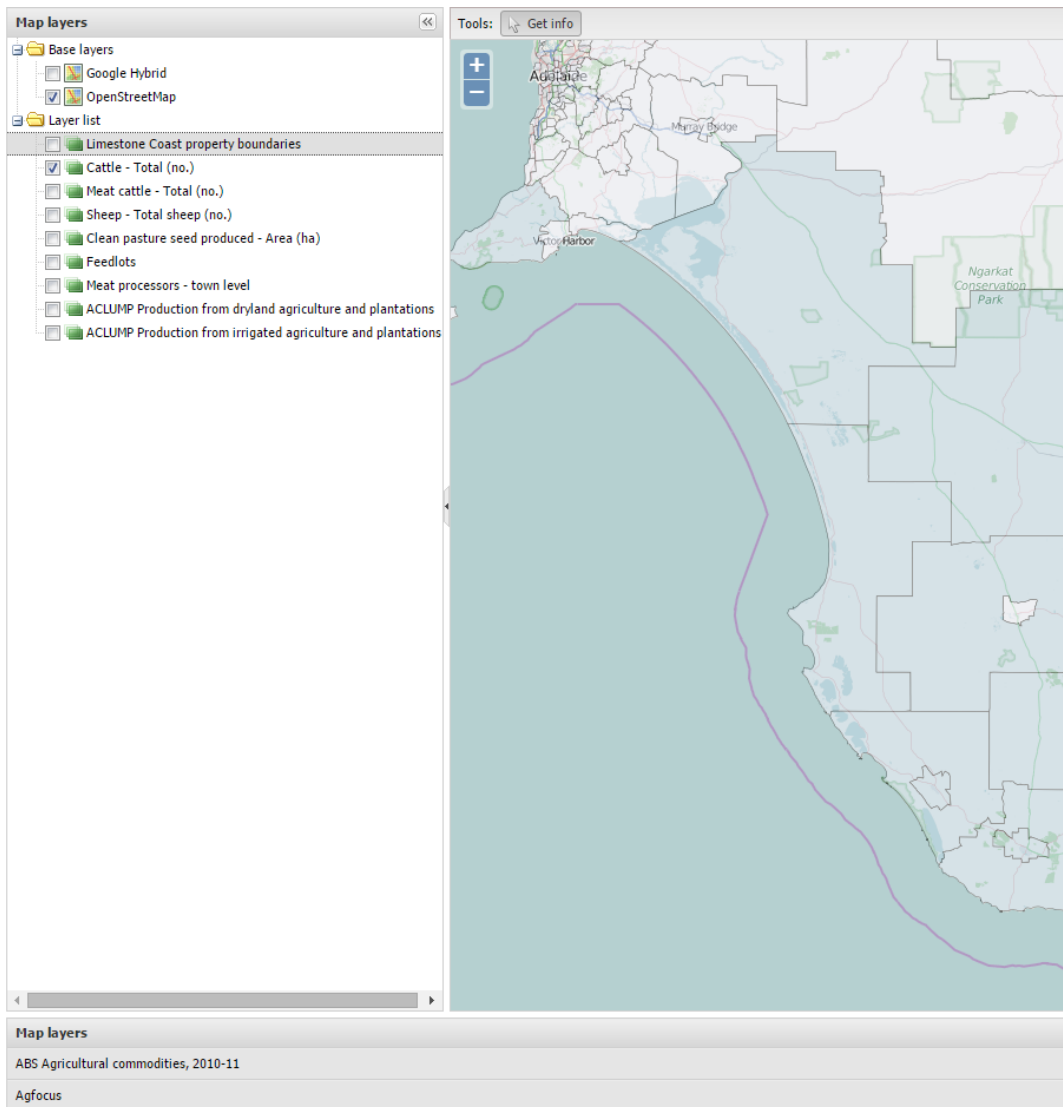 Map layers
Tools: Get info
Base layers
Google Hybrid
OpenStreetMap
Layer list
Limestone Coast property boundaries
Cattle - Total (no.)
Meat cattle - Total (no.)
Sheep - Total sheep (no.)
Clean pasture seed produced - Area (ha)
Feedlots
Meat processors - town level
ACLUMP Production from dryland agriculture and plantations
ACLUMP Production from irrigated agriculture and plantations
+
−
Adelaide
Murray Bridge
Victor Harbor
Ngarkat
Conservation
Park
Map layers
ABS Agricultural commodities, 2010-11
Agfocus